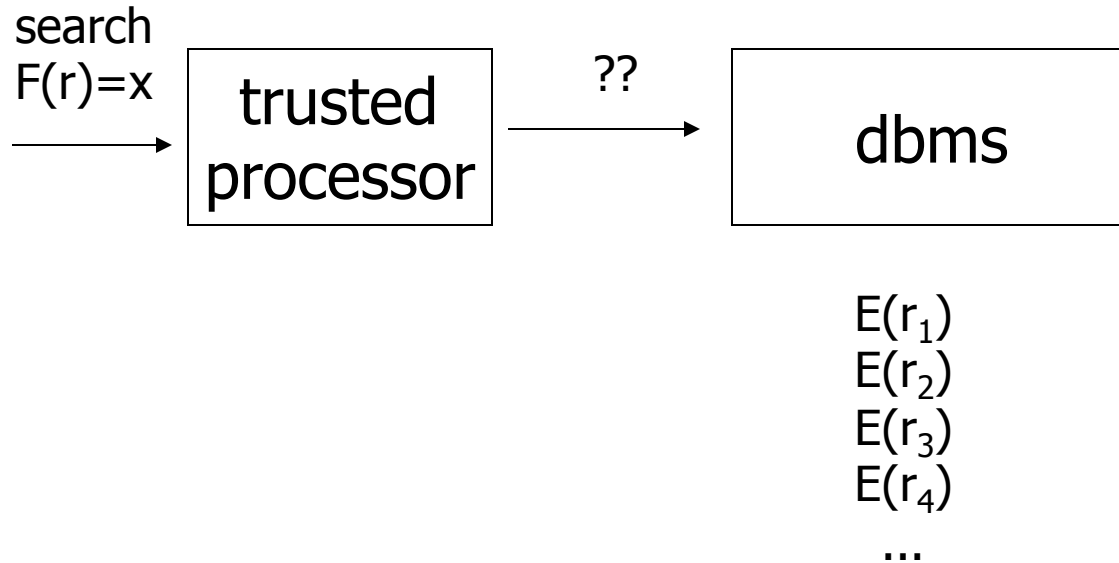 search
F(r)=x
trusted
processor
??
dbms
E(r₁)
E(r₂)
E(r₃)
E(r₄)
...